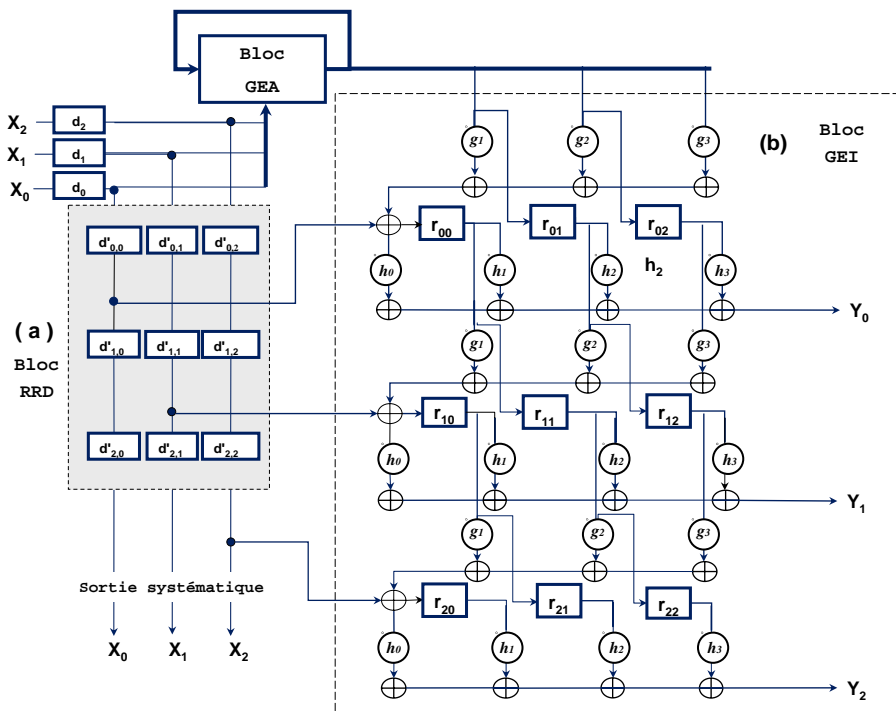 Bloc
GEA
X2 d2
X1 d1
X0 d0
(b) Bloc
GEI
g1 g2 g3
d'0,0 d'0,1 d'0,2
r00 r01 r02
h0 h1 h2 h3
h2
Y0
( a )
Bloc
RRD
d'1,0 d'1,1 d'1,2
g1 g2 g3
r10 r11 r12
d'2,0 d'2,1 d'2,2
h0 h1 h2 h3
Y1
g1 g2 g3
Sortie systématique
r20 r21 r22
X0 X1 X2
h0 h1 h2 h3
Y2